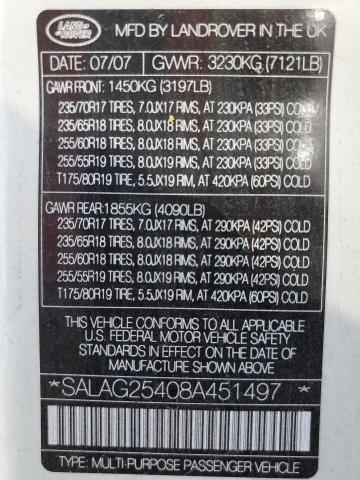 LAND ROVER
MFD BY LANDROVER IN THE UK
DATE: 07/07 GVWR: 3230KG (7121LB)
GAWR FRONT: 1450KG (3197LB)
235/70R17 TIRES, 7.0JX17 RIMS, AT 230KPA (33PSI) COLD
235/65R18 TIRES, 8.0JX18 RIMS, AT 230KPA (33PSI) COLD
255/60R18 TIRES, 8.0JX18 RIMS, AT 230KPA (33PSI) COLD
255/55R19 TIRES, 8.0JX19 RIMS, AT 230KPA (33PSI) COLD
T175/80R19 TIRE, 5.5JX19 RIM, AT 420KPA (60PSI) COLD
GAWR REAR: 1855KG (4090LB)
235/70R17 TIRES, 7.0JX17 RIMS, AT 290KPA (42PSI) COLD
235/65R18 TIRES, 8.0JX18 RIMS, AT 290KPA (42PSI) COLD
255/60R18 TIRES, 8.0JX18 RIMS, AT 290KPA (42PSI) COLD
255/55R19 TIRES, 8.0JX19 RIMS, AT 290KPA (42PSI) COLD
T175/80R19 TIRE, 5.5JX19 RIM, AT 420KPA (60PSI) COLD
THIS VEHICLE CONFORMS TO ALL APPLICABLE
U.S. FEDERAL MOTOR VEHICLE SAFETY
STANDARDS IN EFFECT ON THE DATE OF
MANUFACTURE SHOWN ABOVE
*SALAG25408A451497*
TYPE: MULTI-PURPOSE PASSENGER VEHICLE